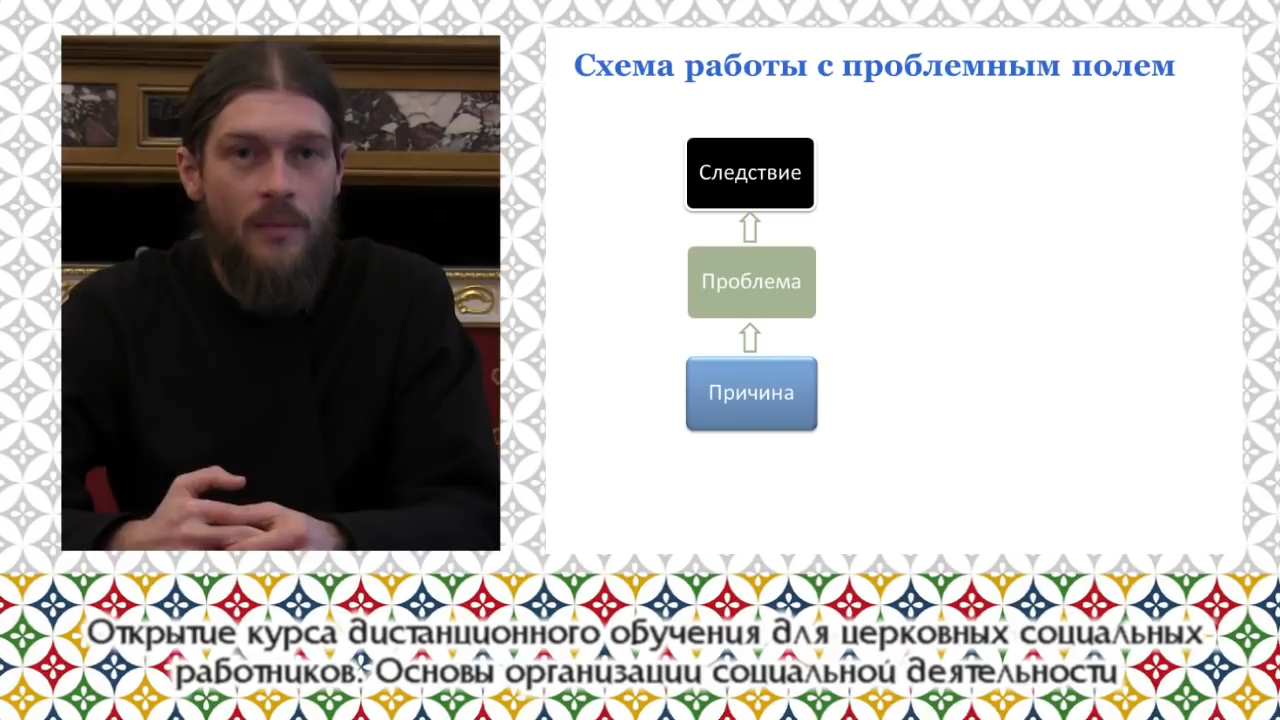 Схема работы с проблемным полем
Следствие
Проблема
Причина
Открытие курса дистанционного обучения для церковных социальных
работников. Основы организации социальной деятельности